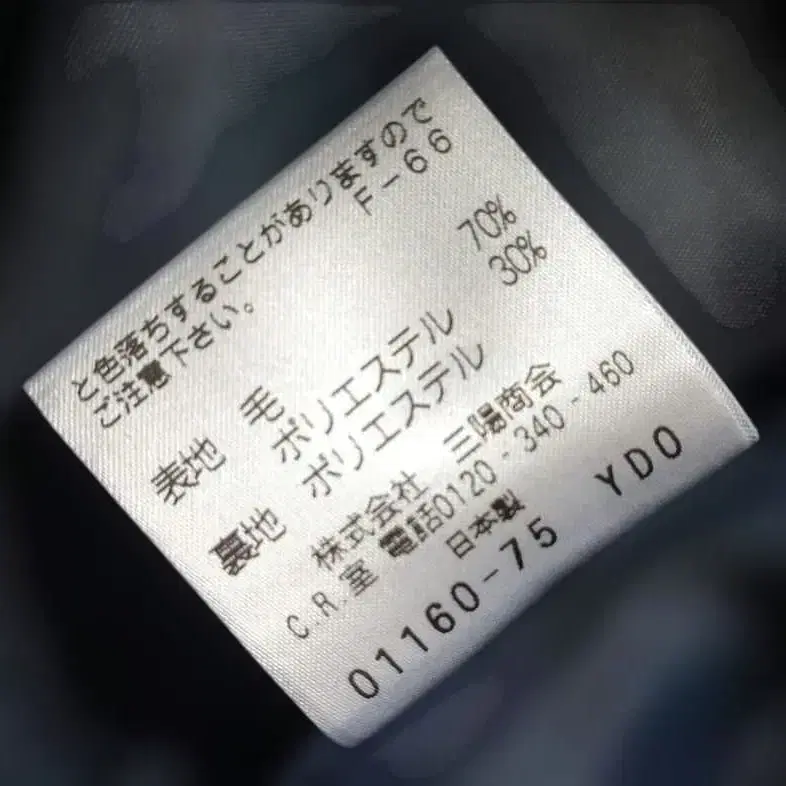 と色落ちすることがありますので
ご注意下さい。
F-66
表地 毛 70%
ポリエステル 30%
裏地 ポリエステル
株式会社 三陽商会
C.R.室 電話0120-340-460
日本製
01160-75 YDO